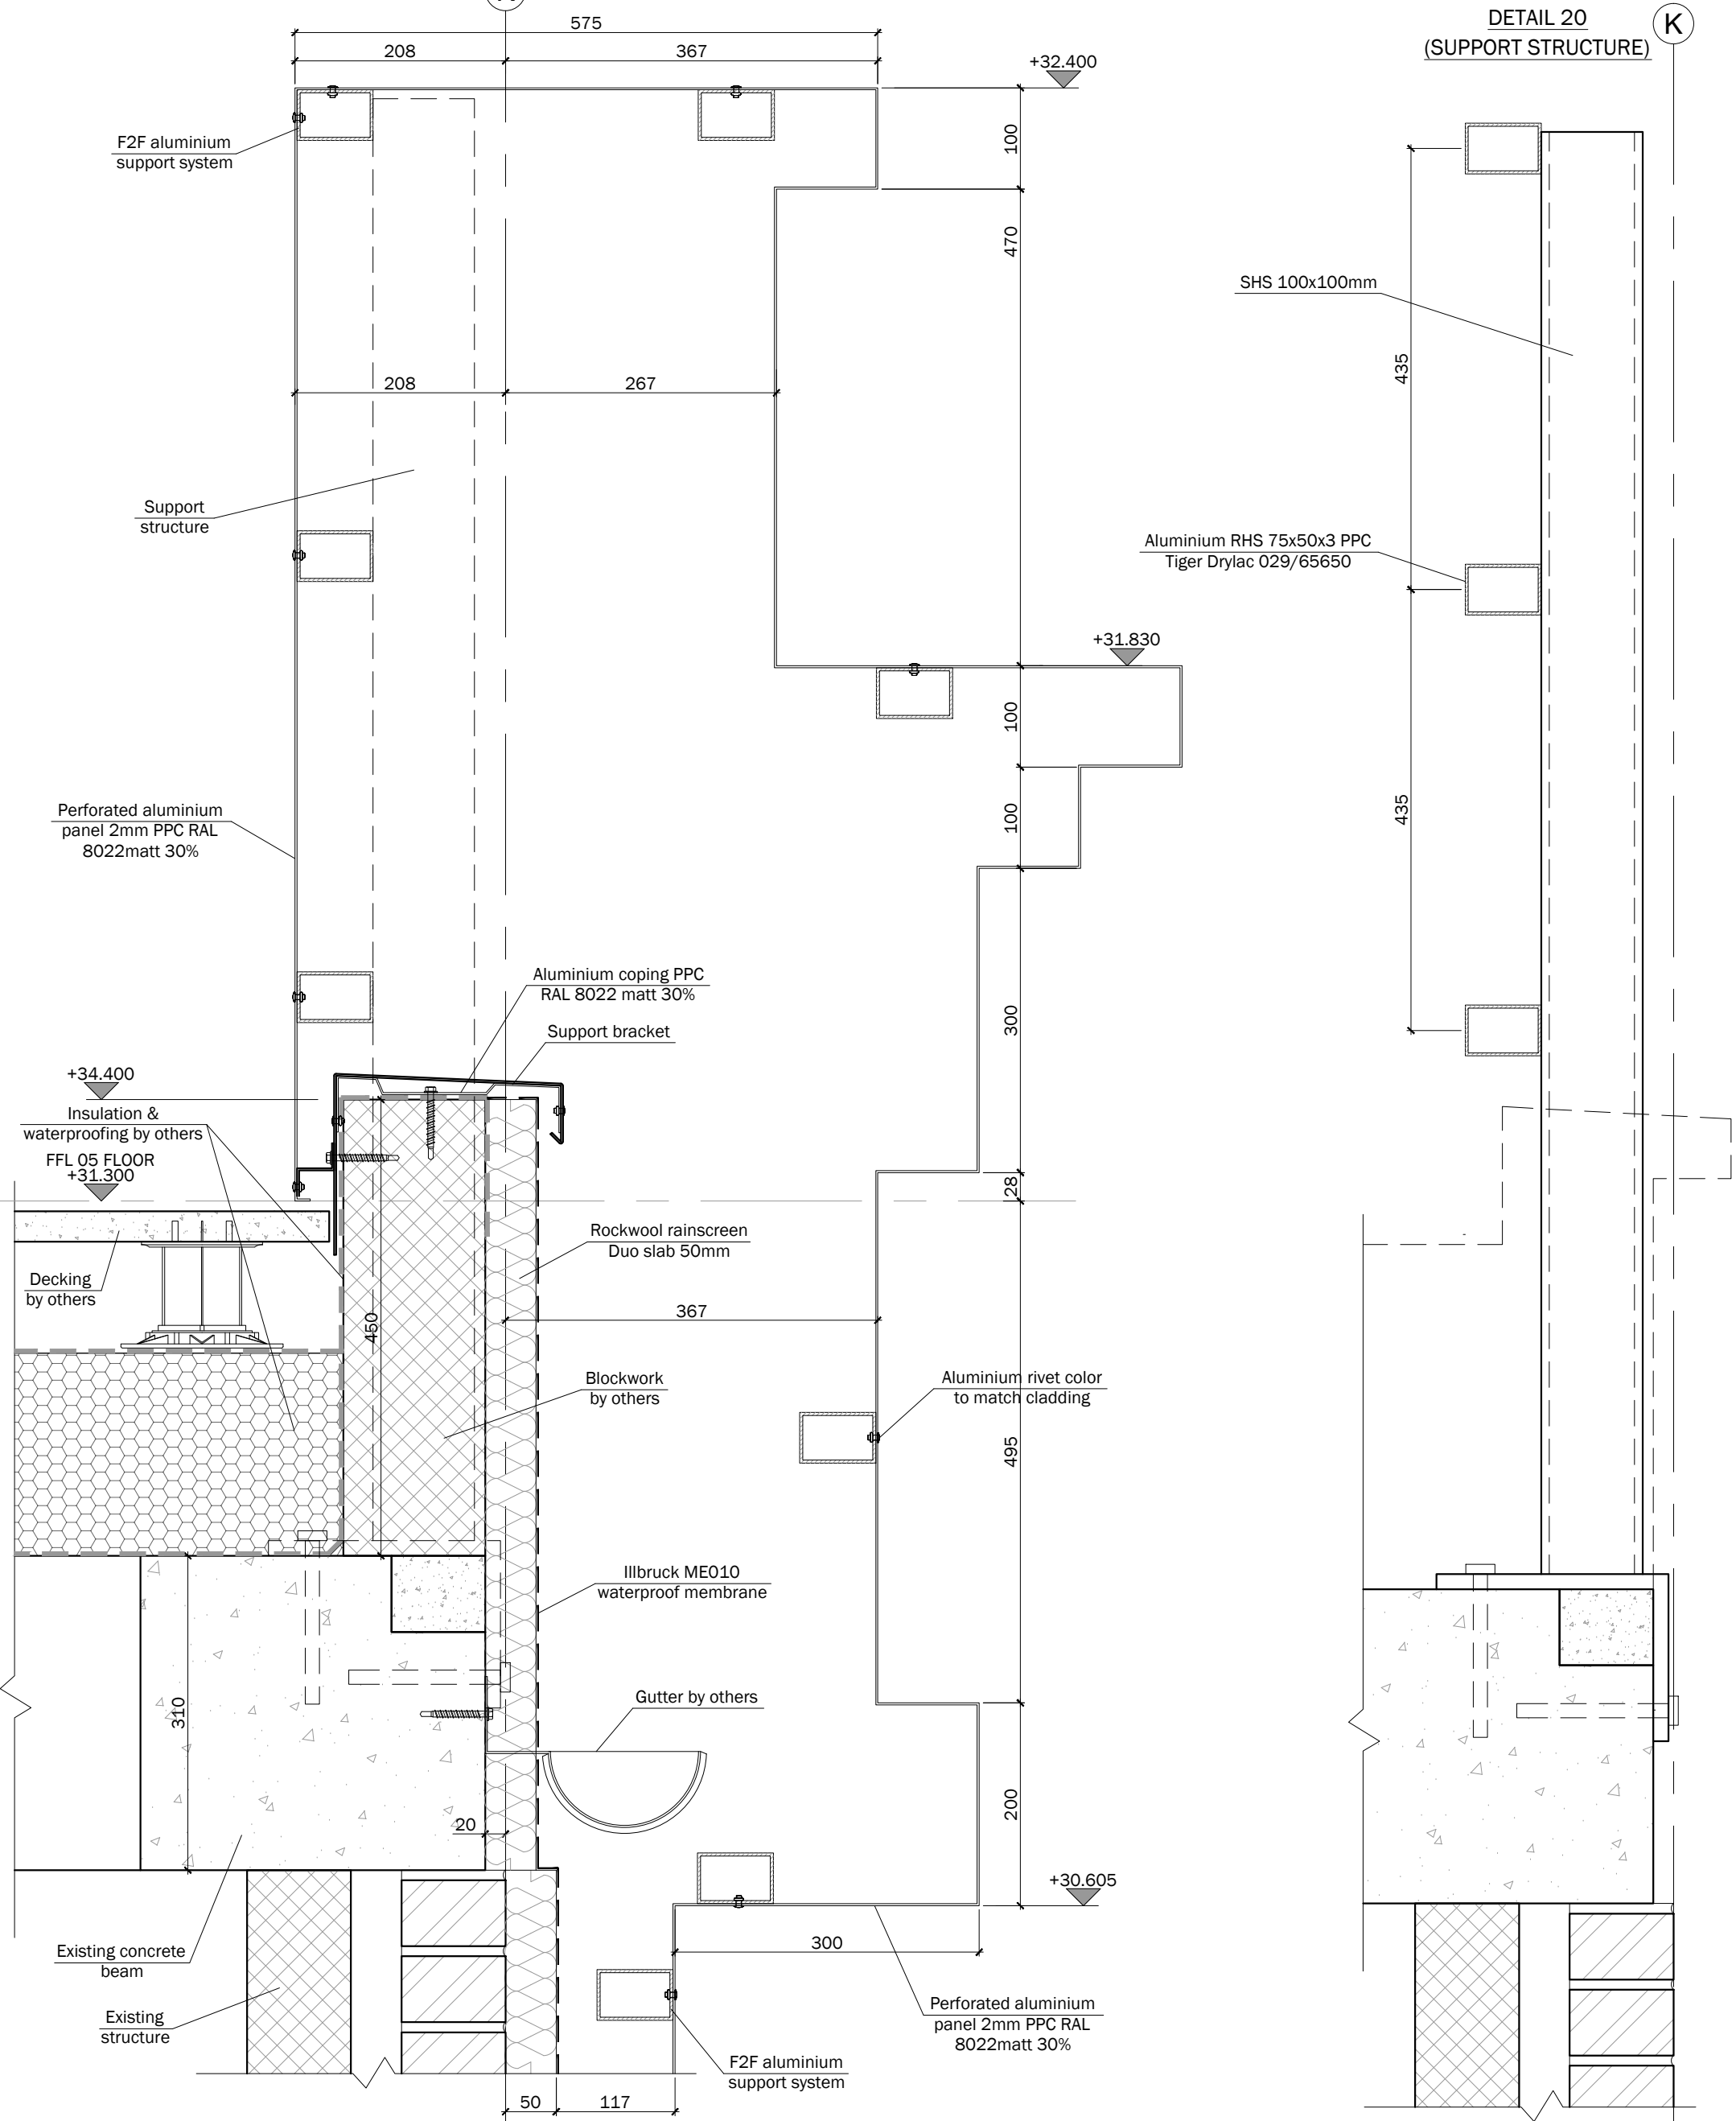 575
208
367
+32.400
DETAIL 20
(SUPPORT STRUCTURE)
K
F2F aluminium
support system
100
470
SHS 100x100mm
208
267
435
Support
structure
Aluminium RHS 75x50x3 PPC
Tiger Drylac 029/65650
+31.830
100
100
435
Perforated aluminium
panel 2mm PPC RAL
8022matt 30%
Aluminium coping PPC
RAL 8022 matt 30%
Support bracket
300
+34.400
Insulation &
waterproofing by others
FFL 05 FLOOR
+31.300
28
Rockwool rainscreen
Duo slab 50mm
Decking
by others
367
450
Blockwork
by others
Aluminium rivet color
to match cladding
495
Illbruck ME010
waterproof membrane
Gutter by others
310
20
200
+30.605
300
Existing concrete
beam
Existing
structure
Perforated aluminium
panel 2mm PPC RAL
8022matt 30%
F2F aluminium
support system
50
117